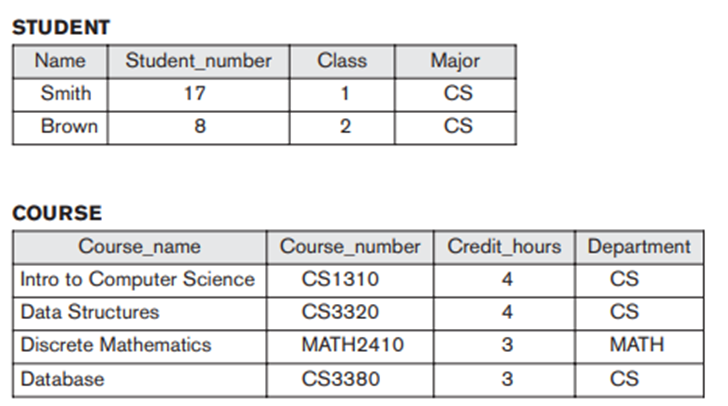 STUDENT
Name Student_number Class Major
Smith 17 1 CS
Brown 8 2 CS
COURSE
Course_name Course_number Credit_hours Department
Intro to Computer Science CS1310 4 CS
Data Structures CS3320 4 CS
Discrete Mathematics MATH2410 3 MATH
Database CS3380 3 CS